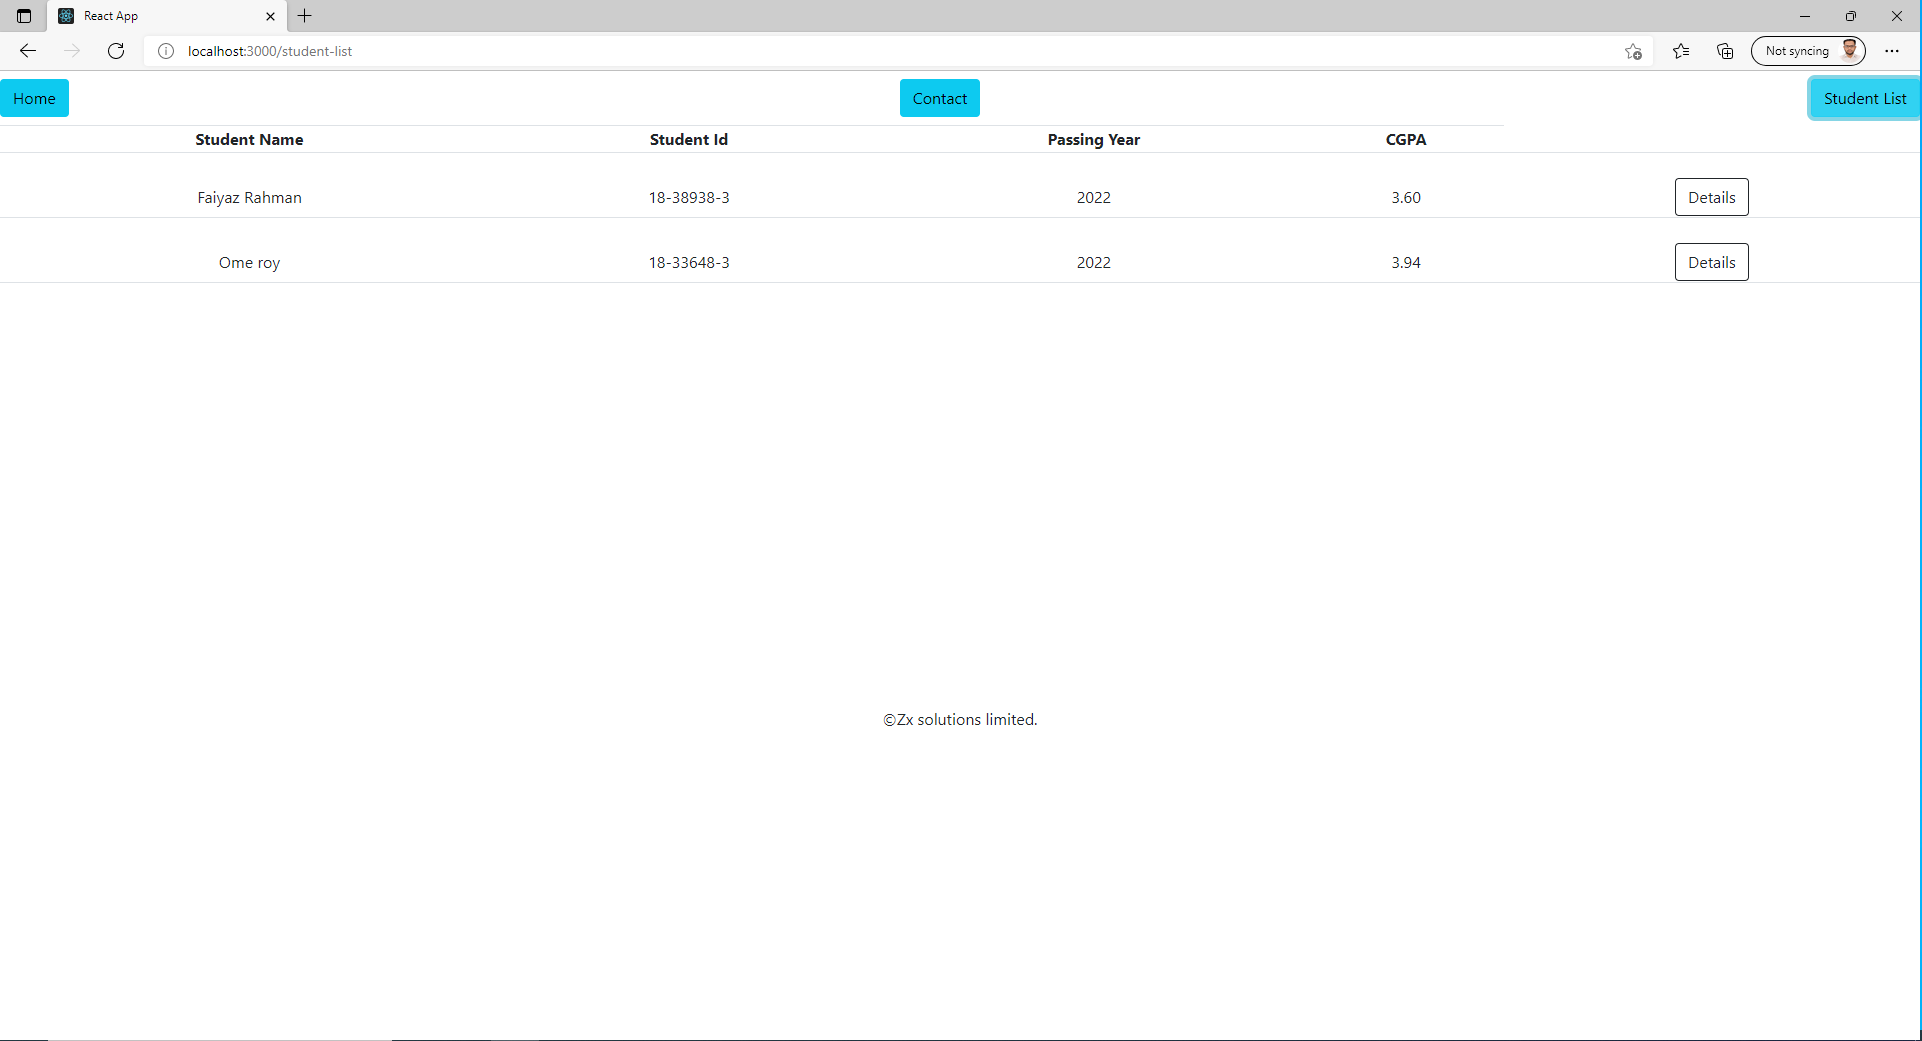 React App
localhost:3000/student-list
Not syncing
Home Contact Student List
Student Name Student Id Passing Year CGPA
Faiyaz Rahman 18-38938-3 2022 3.60 Details
Ome roy 18-33648-3 2022 3.94 Details
©Zx solutions limited.